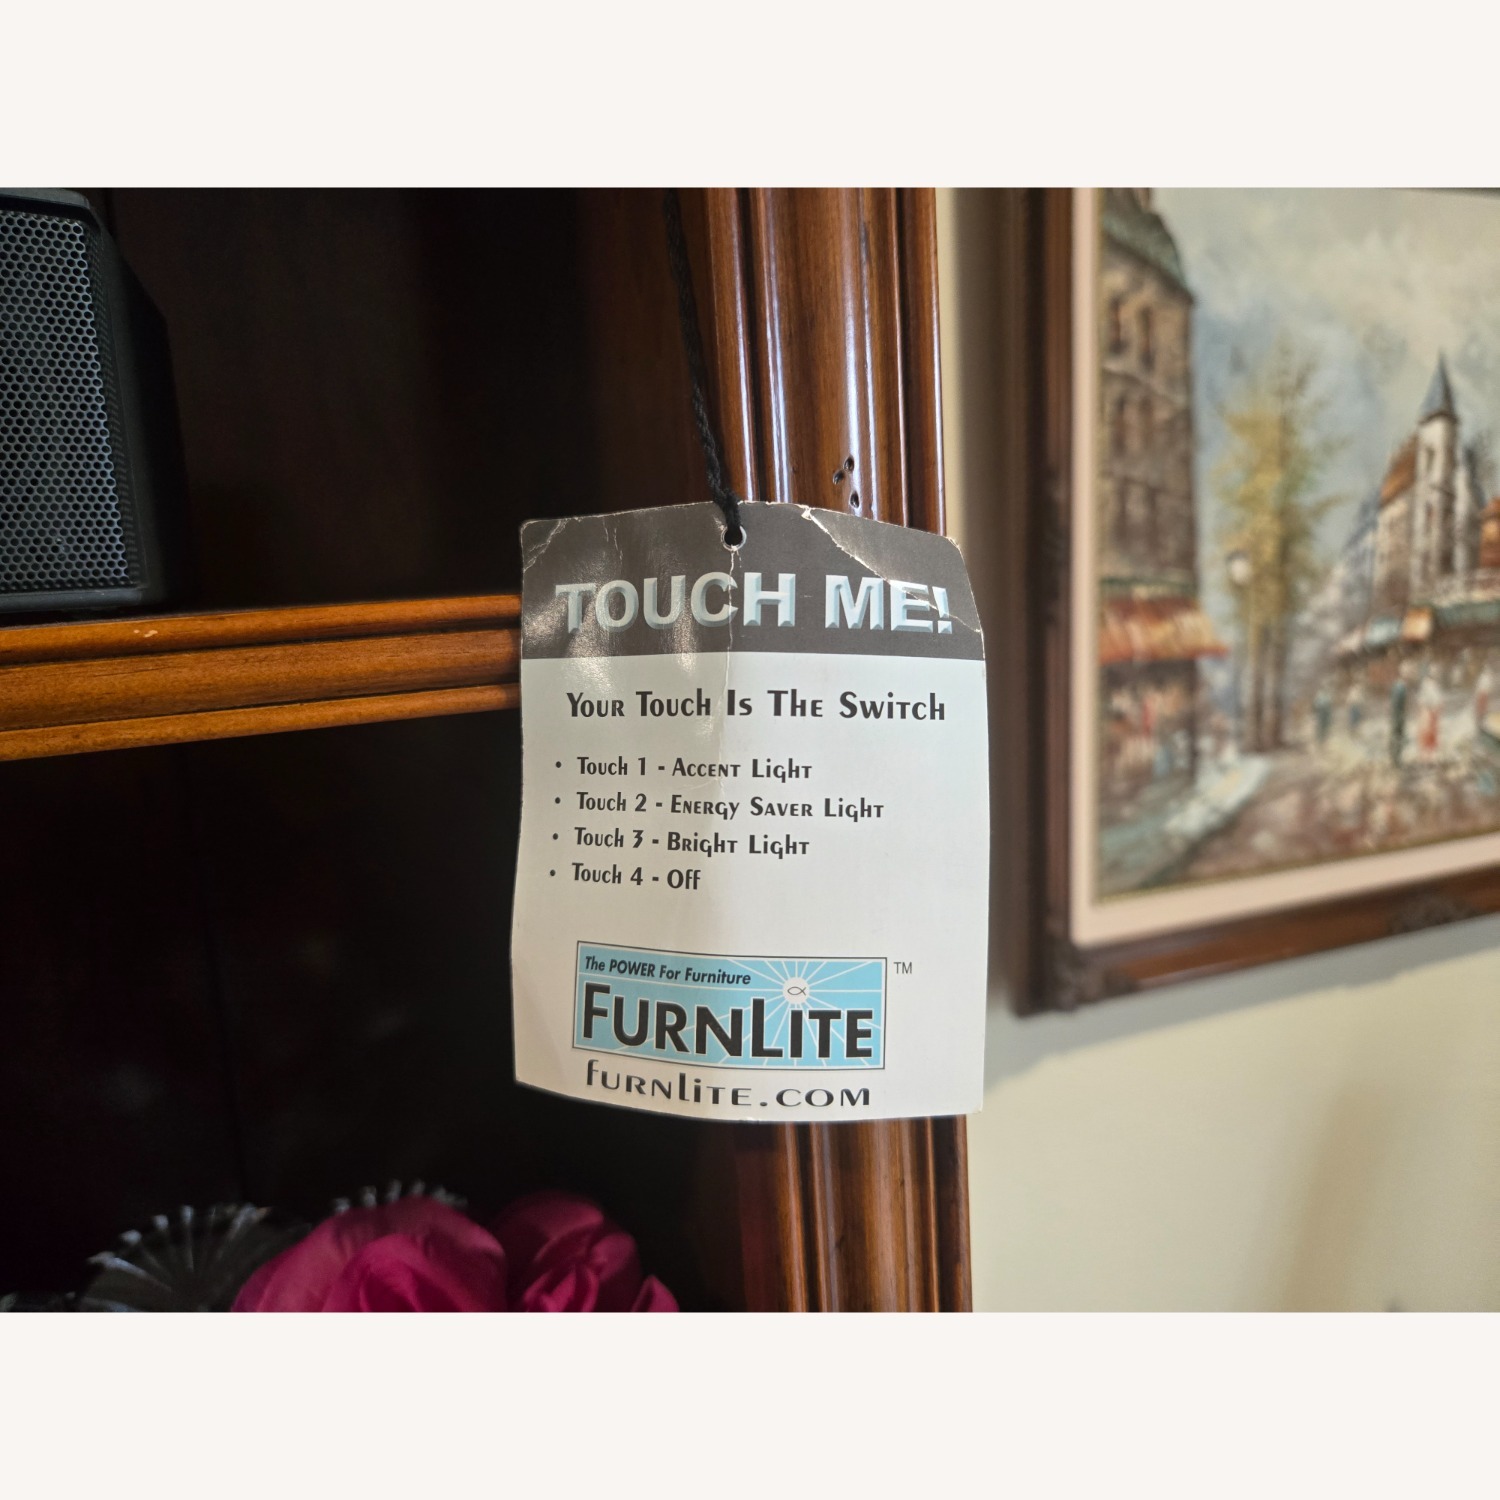 TOUCH ME!
Your Touch Is The Switch
• Touch 1 - Accent Light
• Touch 2 - Energy Saver Light
• Touch 3 - Bright Light
• Touch 4 - Off
The POWER For Furniture
FURNLITE TM
furnlite.com